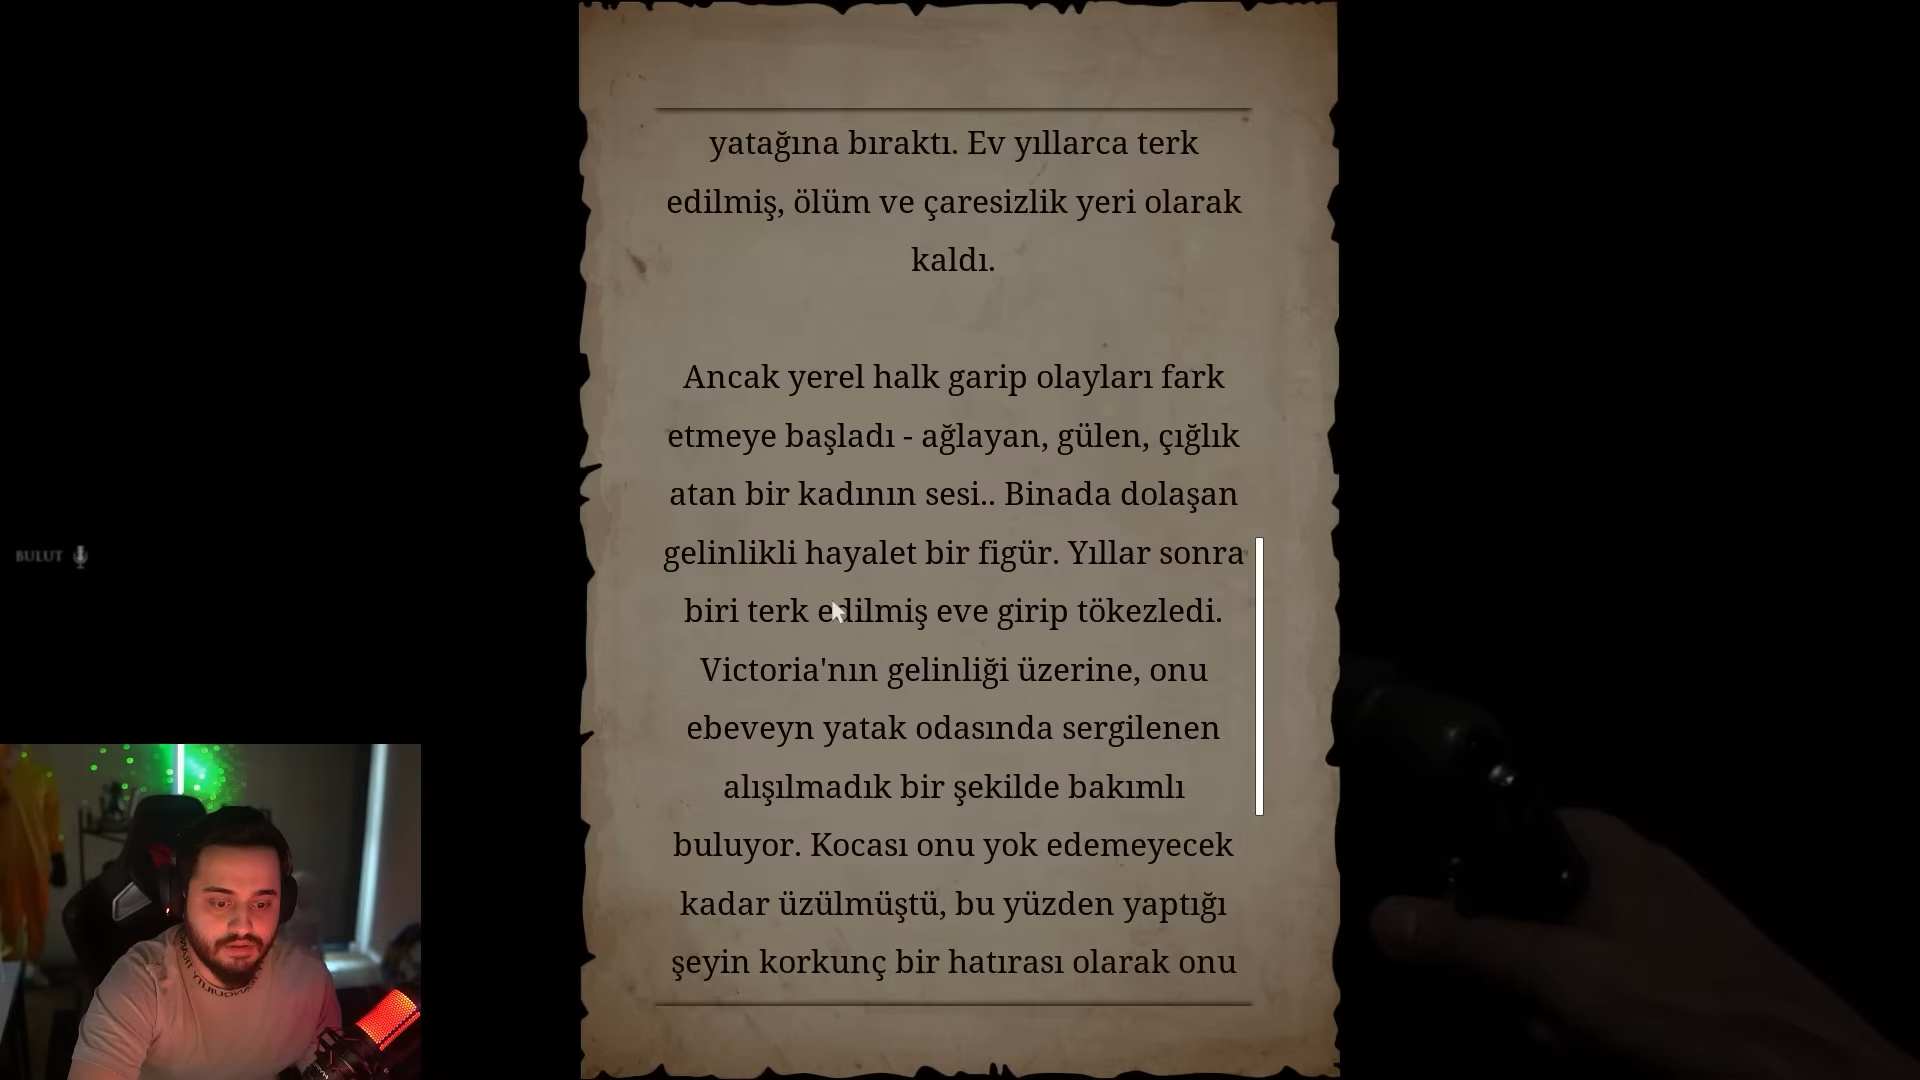 yatağına bıraktı. Ev yıllarca terk
edilmiş, ölüm ve çaresizlik yeri olarak
kaldı.
Ancak yerel halk garip olayları fark
etmeye başladı - ağlayan, gülen, çığlık
atan bir kadının sesi.. Binada dolaşan
gelinlikli hayalet bir figür. Yıllar sonra
biri terk edilmiş eve girip tökezledi.
Victoria'nın gelinliği üzerine, onu
ebeveyn yatak odasında sergilenen
alışılmadık bir şekilde bakımlı
buluyor. Kocası onu yok edemeyecek
kadar üzülmüştü, bu yüzden yaptığı
şeyin korkunç bir hatırası olarak onu
BULUT